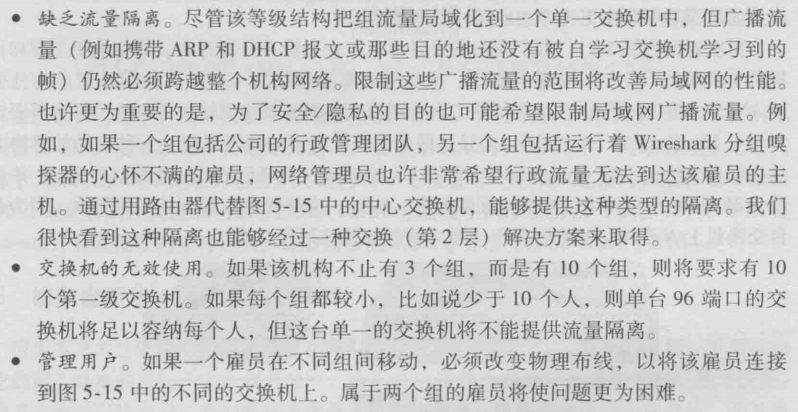 • 缺乏流量隔离。尽管该等级结构把组流量局域化到一个单一交换机中，但广播流
量（例如携带 ARP 和 DHCP 报文或那些目的地还没有被自学习交换机学习到的
帧）仍然必须跨越整个机构网络。限制这些广播流量的范围将改善局域网的性能。
也许更为重要的是，为了安全/隐私的目的也可能希望限制局域网广播流量。例
如，如果一个组包括公司的行政管理团队，另一个组包括运行着 Wireshark 分组嗅
探器的心怀不满的雇员，网络管理员也许非常希望行政流量无法到达该雇员的主
机。通过用路由器代替图 5-15 中的中心交换机，能够提供这种类型的隔离。我们
很快看到这种隔离也能够经过一种交换（第 2 层）解决方案来取得。
• 交换机的无效使用。如果该机构不止有 3 个组，而是有 10 个组，则将要求有 10
个第一级交换机。如果每个组都较小，比如说少于 10 个人，则单台 96 端口的交
换机将足以容纳每个人，但这台单一的交换机将不能提供流量隔离。
• 管理用户。如果一个雇员在不同组间移动，必须改变物理布线，以将该雇员连接
到图 5-15 中的不同的交换机上。属于两个组的雇员将使问题更为困难。